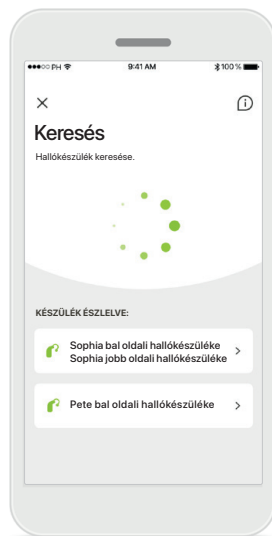 ●●●○○ PH 9:41 AM 100%
Keresés
Hallókészülék keresése.
KÉSZÜLÉK ÉSZLELVE:
Sophia bal oldali hallókészüléke
Sophia jobb oldali hallókészüléke
Pete bal oldali hallókészüléke